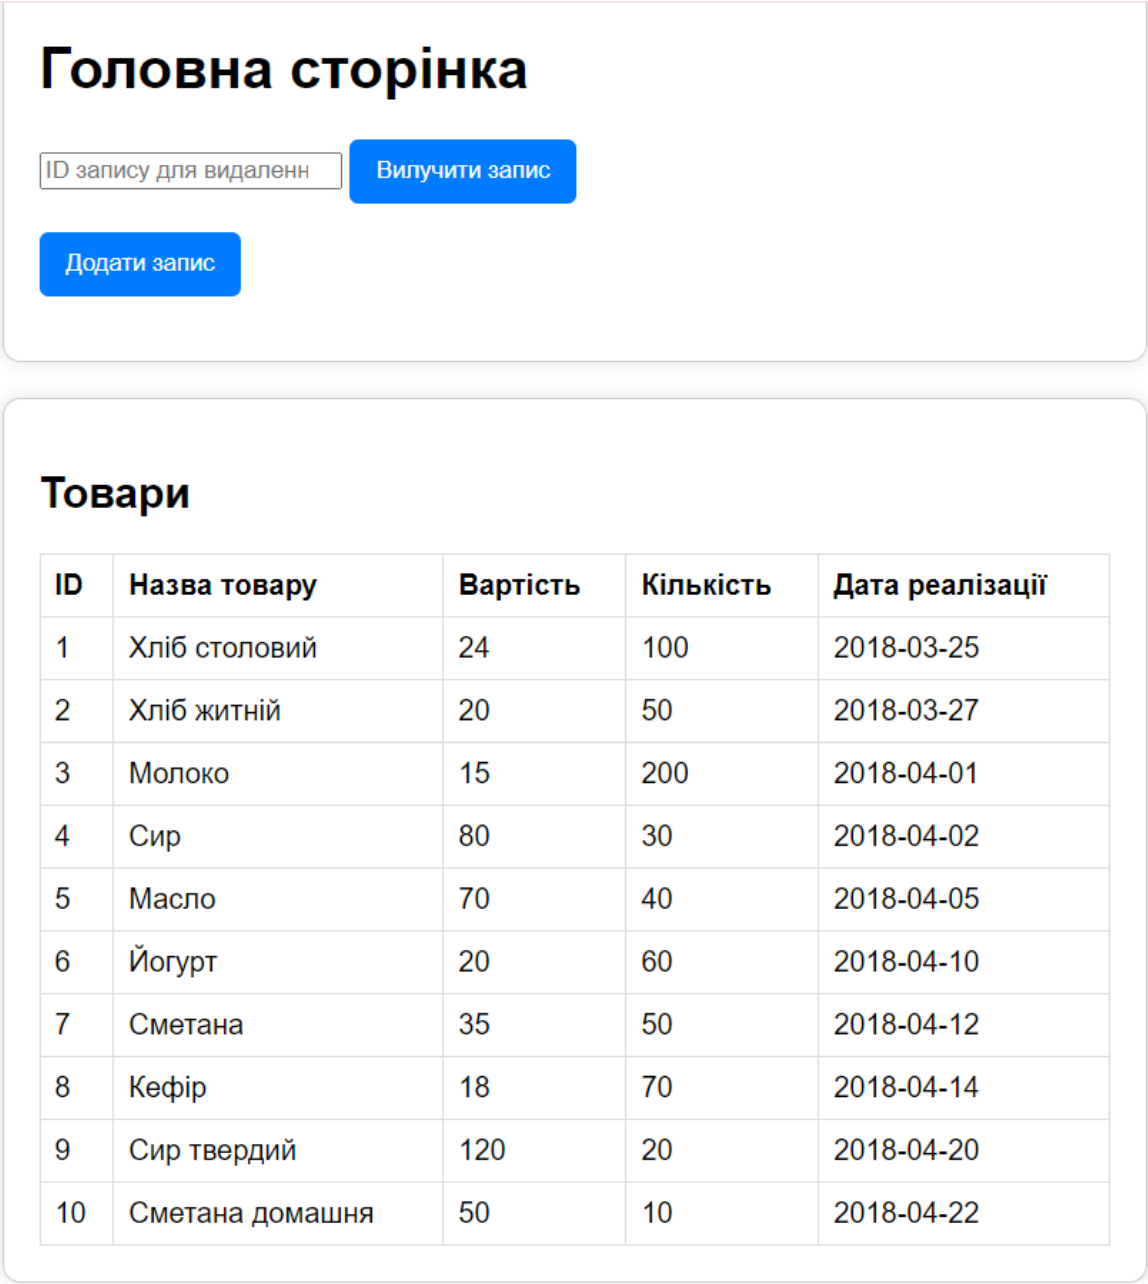 Головна сторінка
ID запису для видаленн Вилучити запис
Додати запис
Товари
ID Назва товару Вартість Кількість Дата реалізації
1 Хліб столовий 24 100 2018-03-25
2 Хліб житній 20 50 2018-03-27
3 Молоко 15 200 2018-04-01
4 Сир 80 30 2018-04-02
5 Масло 70 40 2018-04-05
6 Йогурт 20 60 2018-04-10
7 Сметана 35 50 2018-04-12
8 Кефір 18 70 2018-04-14
9 Сир твердий 120 20 2018-04-20
10 Сметана домашня 50 10 2018-04-22